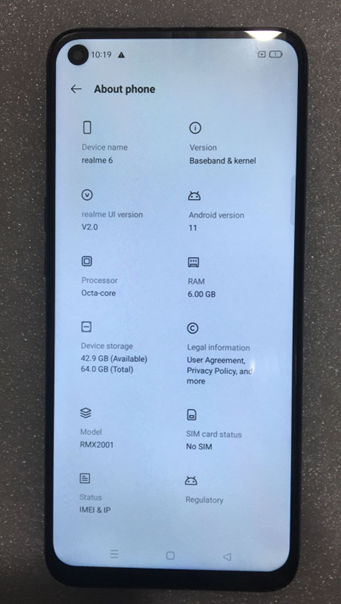 10:19
About phone
Device name
realme 6
Version
Baseband & kernel
realme UI version
V2.0
Android version
11
Processor
Octa-core
RAM
6.00 GB
Device storage
42.9 GB (Available)
64.0 GB (Total)
Legal information
User Agreement,
Privacy Policy, and
more
Model
RMX2001
SIM card status
No SIM
Status
IMEI & IP
Regulatory